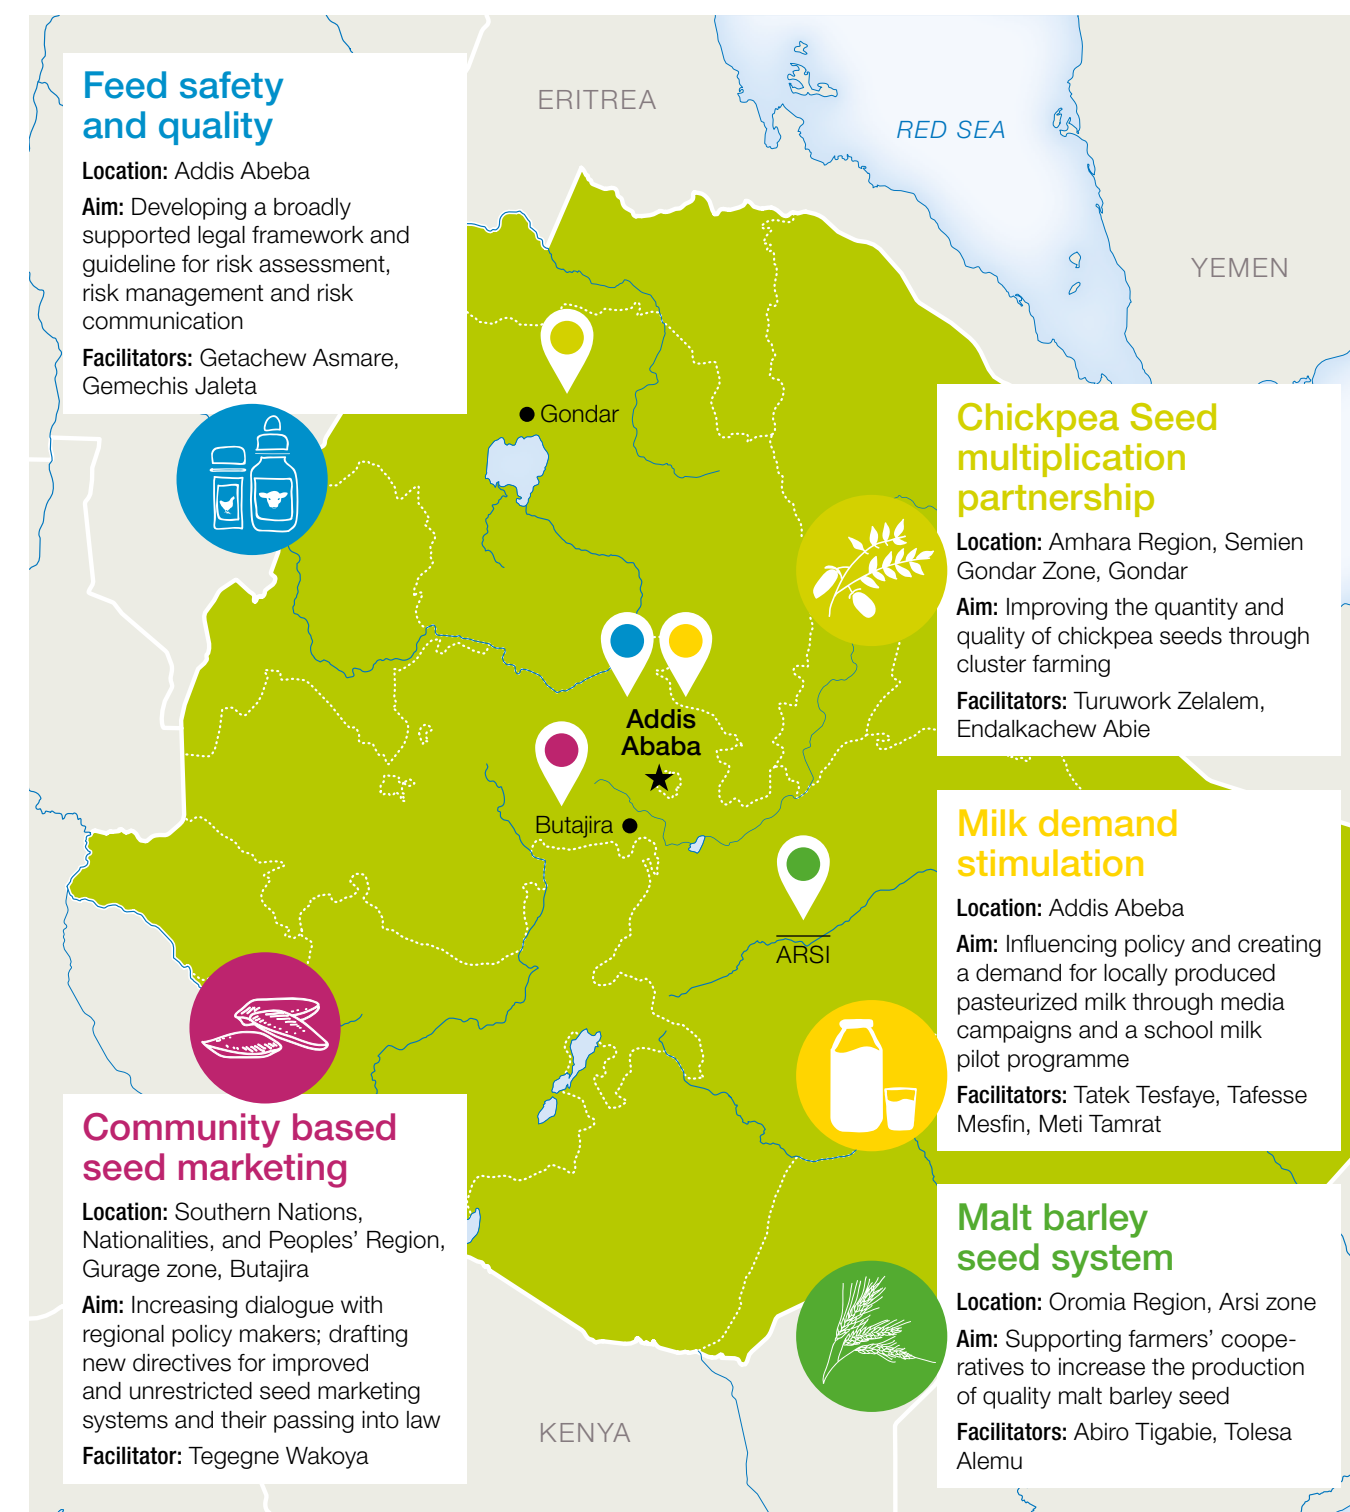 Feed safety
and quality
Location: Addis Abeba
Aim: Developing a broadly
supported legal framework and
guideline for risk assessment,
risk management and risk
communication
Facilitators: Getachew Asmare,
Gemechis Jaleta
ERITREA
RED SEA
YEMEN
Gondar
Chickpea Seed
multiplication
partnership
Location: Amhara Region, Semien
Gondar Zone, Gondar
Aim: Improving the quantity and
quality of chickpea seeds through
cluster farming
Facilitators: Turuwork Zelalem,
Endalkachew Abie
Addis
Ababa
Butajira
ARSI
Milk demand
stimulation
Location: Addis Abeba
Aim: Influencing policy and creating
a demand for locally produced
pasteurized milk through media
campaigns and a school milk
pilot programme
Facilitators: Tatek Tesfaye, Tafesse
Mesfin, Meti Tamrat
Community based
seed marketing
Location: Southern Nations,
Nationalities, and Peoples’ Region,
Gurage zone, Butajira
Aim: Increasing dialogue with
regional policy makers; drafting
new directives for improved
and unrestricted seed marketing
systems and their passing into law
Facilitator: Tegegne Wakoya
Malt barley
seed system
Location: Oromia Region, Arsi zone
Aim: Supporting farmers’ coope-
ratives to increase the production
of quality malt barley seed
Facilitators: Abiro Tigabie, Tolesa
Alemu
KENYA